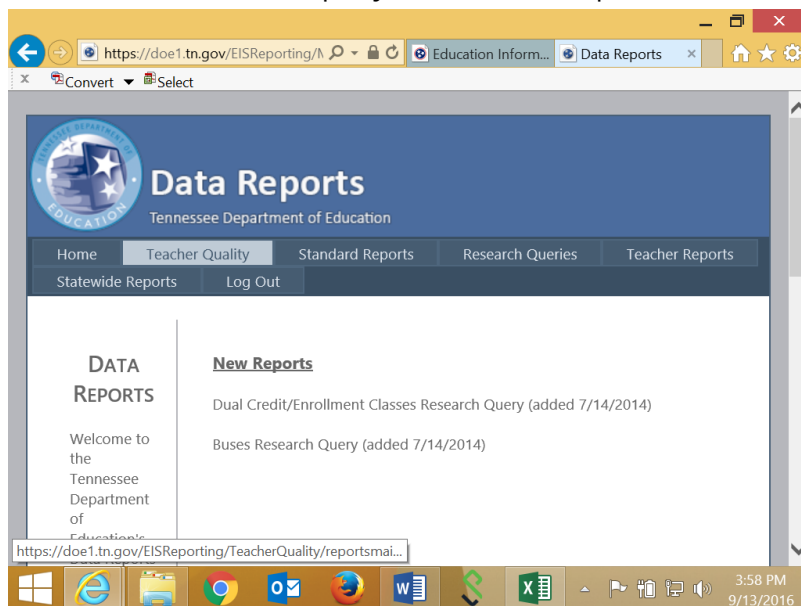 https://doe1.tn.gov/EISReporting/
Education Inform...
Data Reports
x Convert Select
TENNESSEE DEPARTMENT OF
EDUCATION
Data Reports
Tennessee Department of Education
Home Teacher Quality Standard Reports Research Queries Teacher Reports
Statewide Reports Log Out
DATA
REPORTS
Welcome to
the
Tennessee
Department
of
Education's
Data Reports
New Reports
Dual Credit/Enrollment Classes Research Query (added 7/14/2014)
Buses Research Query (added 7/14/2014)
https://doe1.tn.gov/EISReporting/TeacherQuality/reportsmai...
3:58 PM
9/13/2016